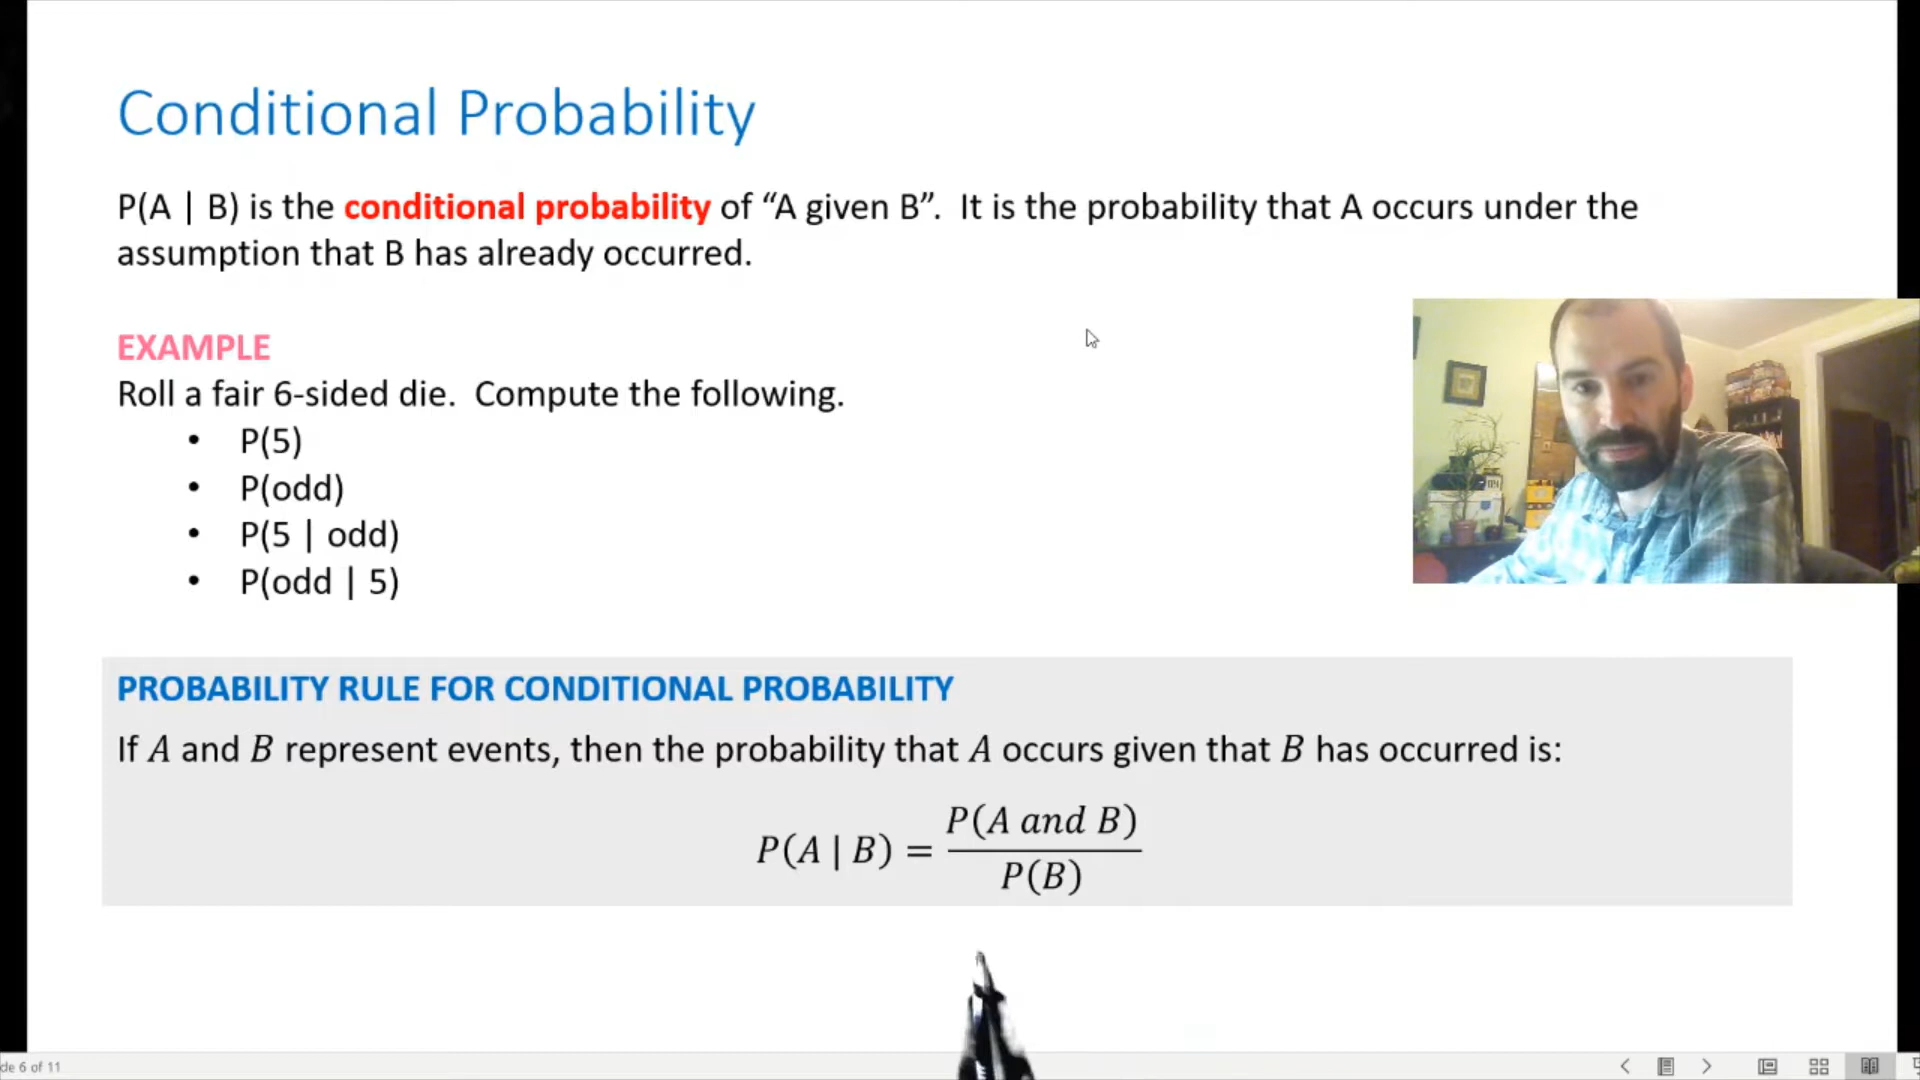 Conditional Probability
P(A | B) is the conditional probability of “A given B”.  It is the probability that A occurs under the
assumption that B has already occurred.
EXAMPLE
Roll a fair 6-sided die.  Compute the following.
• P(5)
• P(odd)
• P(5 | odd)
• P(odd | 5)
PROBABILITY RULE FOR CONDITIONAL PROBABILITY
If A and B represent events, then the probability that A occurs given that B has occurred is:
P(A | B) = P(A and B) / P(B)
de 6 of 11